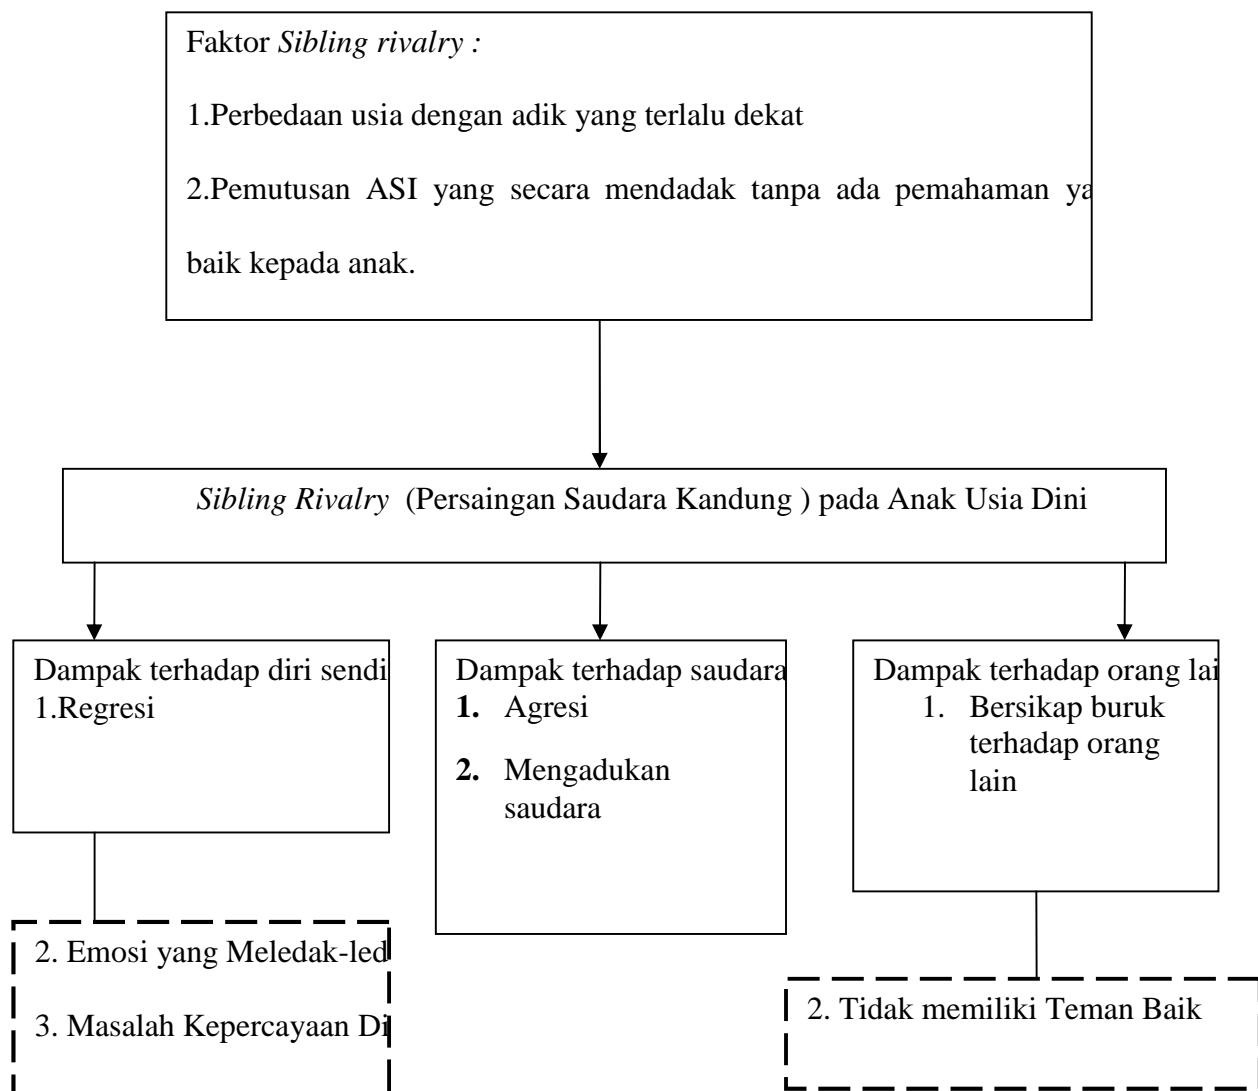 Faktor Sibling rivalry :
1.Perbedaan usia dengan adik yang terlalu dekat
2.Pemutusan ASI yang secara mendadak tanpa ada pemahaman ya
baik kepada anak.
Sibling Rivalry (Persaingan Saudara Kandung ) pada Anak Usia Dini
Dampak terhadap diri sendi
1.Regresi
Dampak terhadap saudara
1. Agresi
2. Mengadukan
saudara
Dampak terhadap orang lai
1. Bersikap buruk
terhadap orang
lain
2. Emosi yang Meledak-led
3. Masalah Kepercayaan Di
2. Tidak memiliki Teman Baik